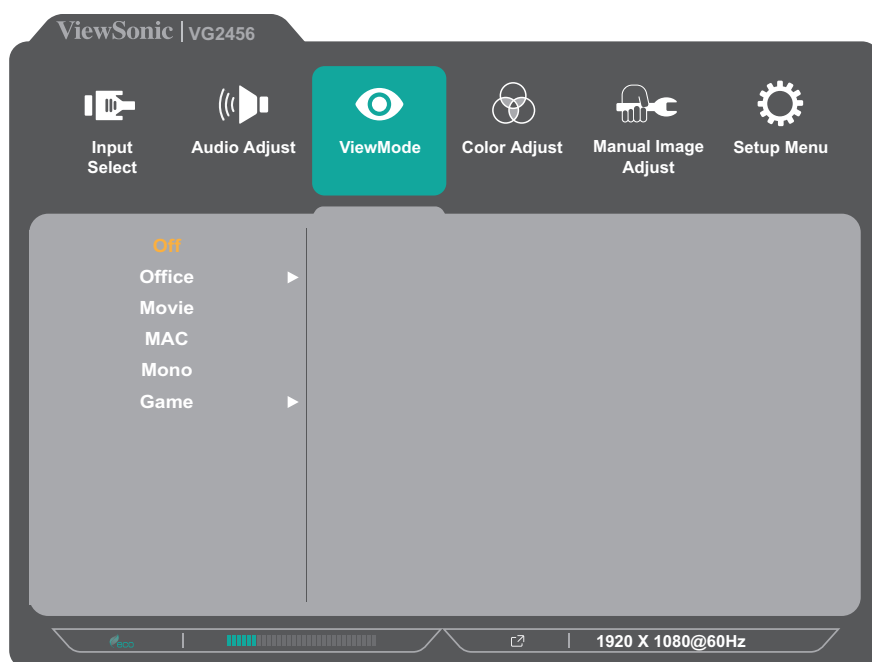 ViewSonic | VG2456
Input
Select
Audio Adjust
ViewMode
Color Adjust
Manual Image
Adjust
Setup Menu
Off
Office
Movie
MAC
Mono
Game
eco
1920 X 1080@60Hz